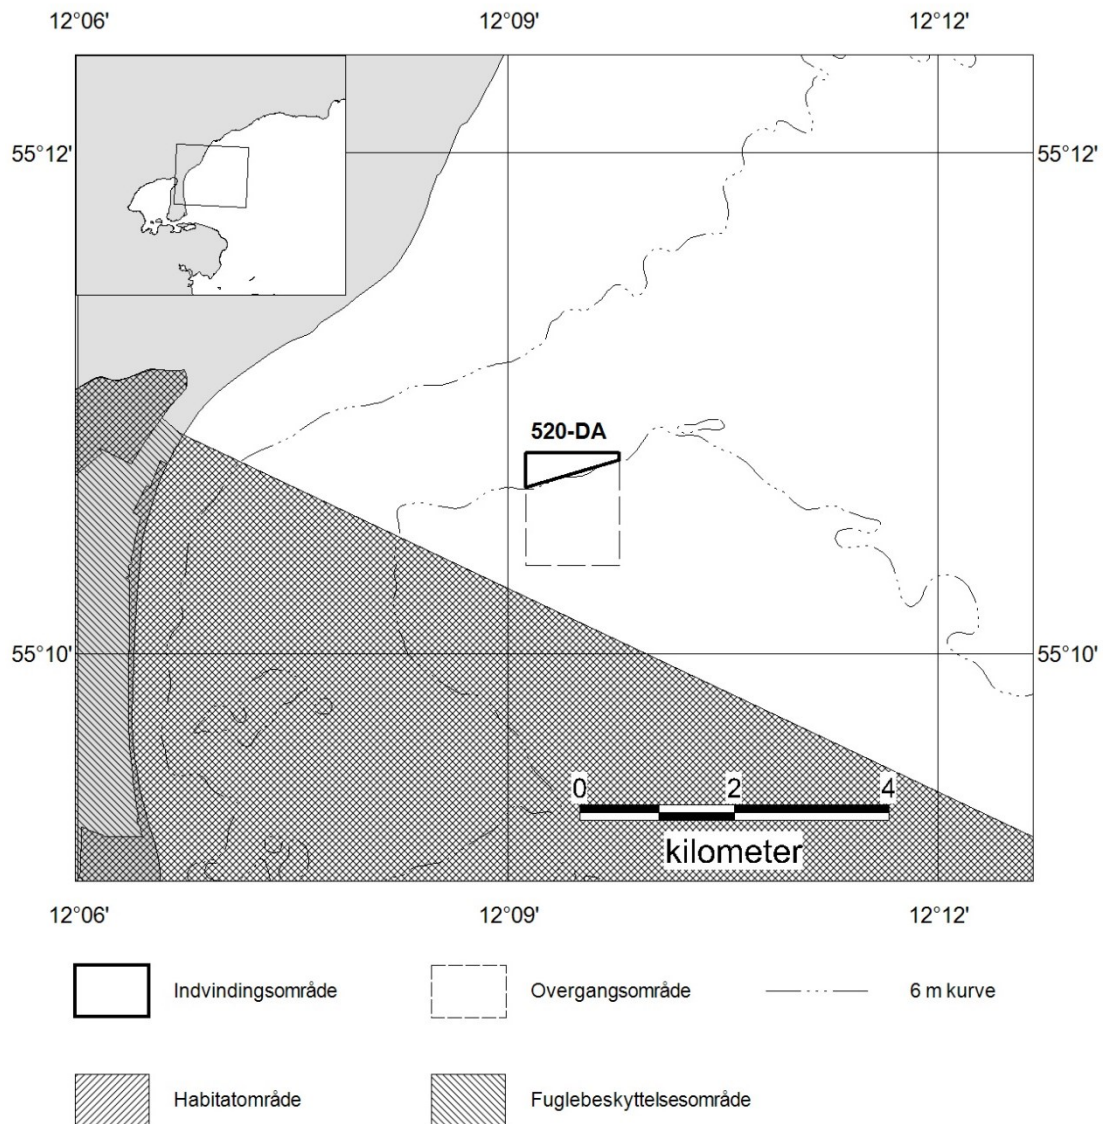 12°06' 12°09' 12°12'
55°12' 55°12'
520-DA
55°10' 55°10'
0 2 4
kilometer
12°06' 12°09' 12°12'
Indvindingsområde Overgangsområde 6 m kurve
Habitatområde Fuglebeskyttelsesområde